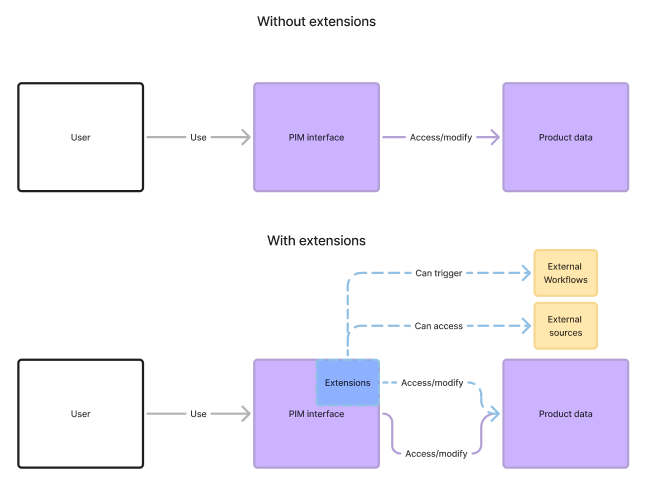 Without extensions
User
Use
PIM interface
Access/modify
Product data
With extensions
Can trigger
External
Workflows
Can access
External
sources
Extensions
Access/modify
User
Use
PIM interface
Product data
Access/modify